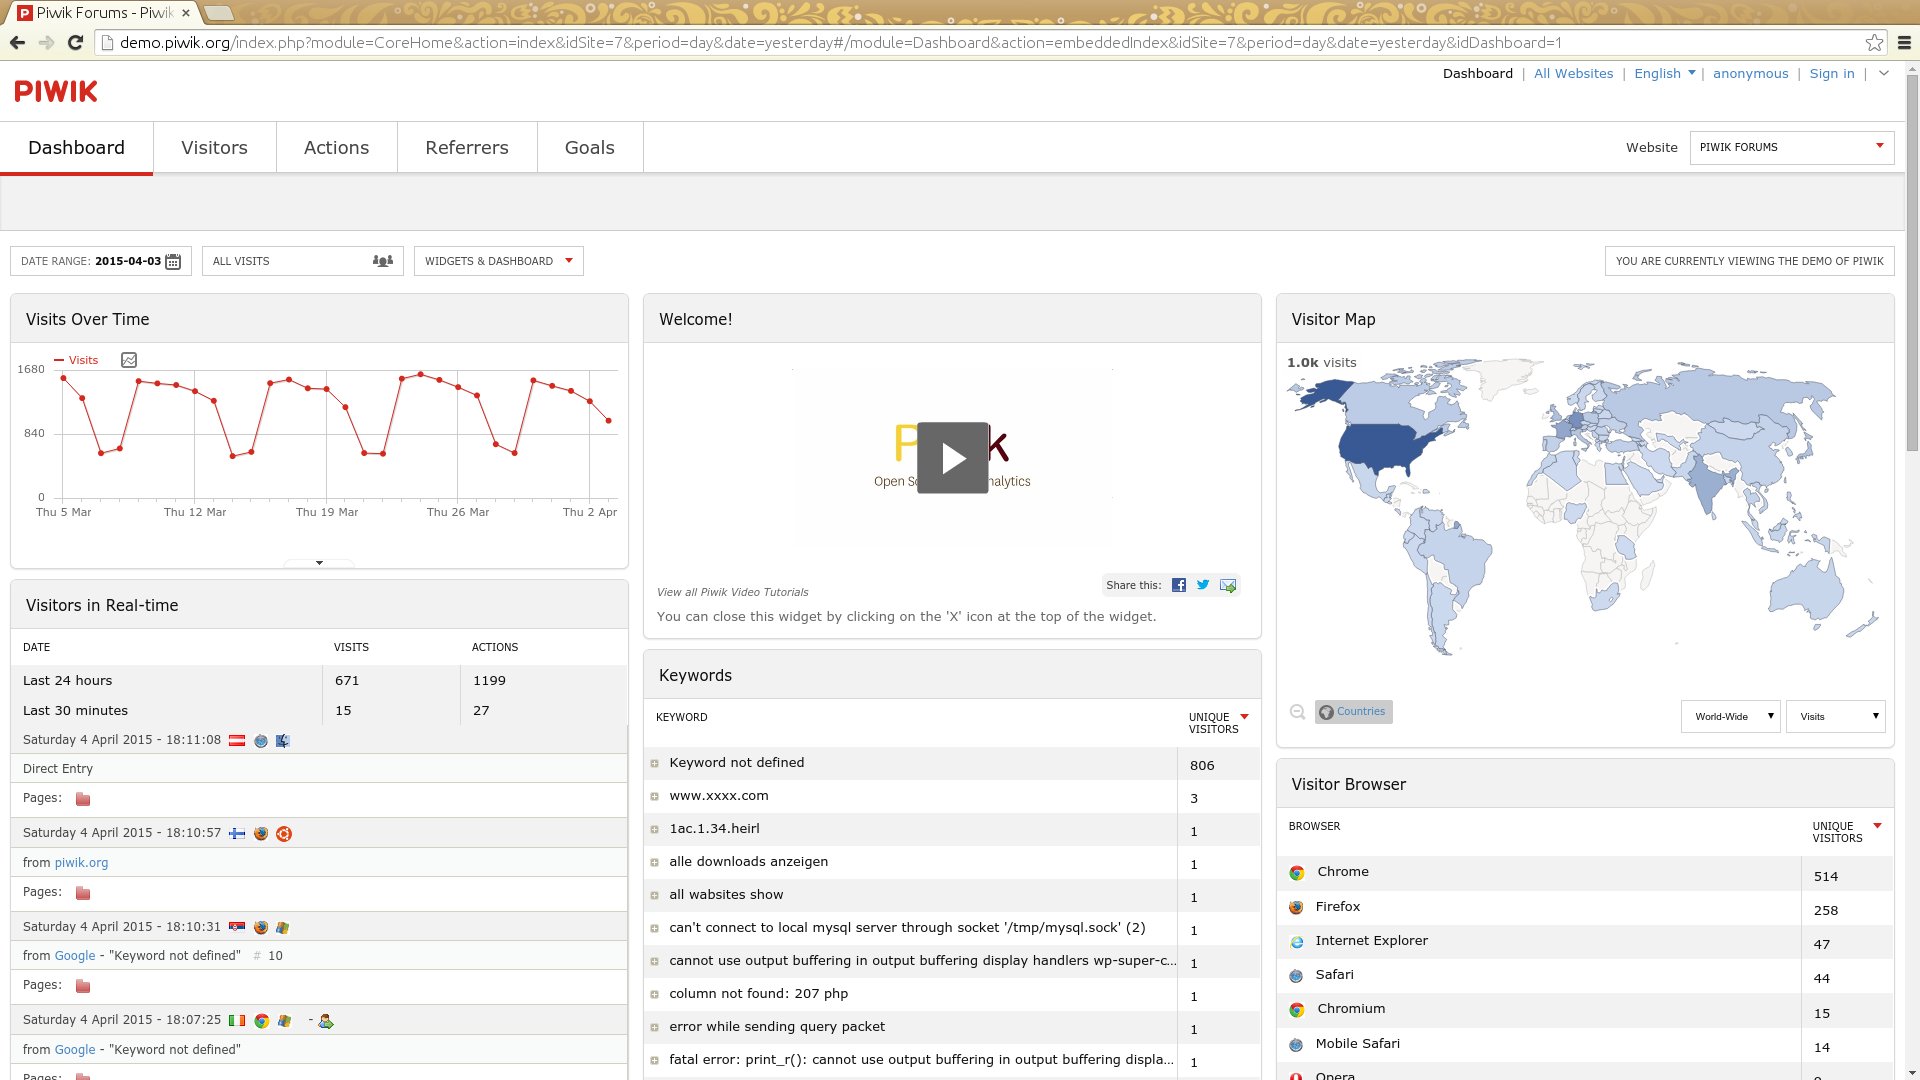 Piwik Forums - Piwik
demo.piwik.org/index.php?module=CoreHome&action=index&idSite=7&period=day&date=yesterday#/module=Dashboard&action=embeddedIndex&idSite=7&period=day&date=yesterday&idDashboard=1
Dashboard | All Websites | English | anonymous | Sign in |
PIWIK
Dashboard Visitors Actions Referrers Goals
Website PIWIK FORUMS
DATE RANGE: 2015-04-03
ALL VISITS
WIDGETS & DASHBOARD
YOU ARE CURRENTLY VIEWING THE DEMO OF PIWIK
Visits Over Time
Visits
1680
840
0
Thu 5 Mar Thu 12 Mar Thu 19 Mar Thu 26 Mar Thu 2 Apr
Visitors in Real-time
DATE VISITS ACTIONS
Last 24 hours 671 1199
Last 30 minutes 15 27
Saturday 4 April 2015 - 18:11:08
Direct Entry
Pages:
Saturday 4 April 2015 - 18:10:57
from piwik.org
Pages:
Saturday 4 April 2015 - 18:10:31
from Google - "Keyword not defined" # 10
Pages:
Saturday 4 April 2015 - 18:07:25 -
from Google - "Keyword not defined"
Pages:
Welcome!
P k
Open So nalytics
View all Piwik Video Tutorials
Share this:
You can close this widget by clicking on the 'X' icon at the top of the widget.
Keywords
KEYWORD UNIQUE VISITORS
Keyword not defined 806
www.xxxx.com 3
1ac.1.34.heirl 1
alle downloads anzeigen 1
all wabsites show 1
can't connect to local mysql server through socket '/tmp/mysql.sock' (2) 1
cannot use output buffering in output buffering display handlers wp-super-c... 1
column not found: 207 php 1
error while sending query packet 1
fatal error: print_r(): cannot use output buffering in output buffering displa... 1
Visitor Map
1.0k visits
Countries
World-Wide Visits
Visitor Browser
BROWSER UNIQUE VISITORS
Chrome 514
Firefox 258
Internet Explorer 47
Safari 44
Chromium 15
Mobile Safari 14
Opera